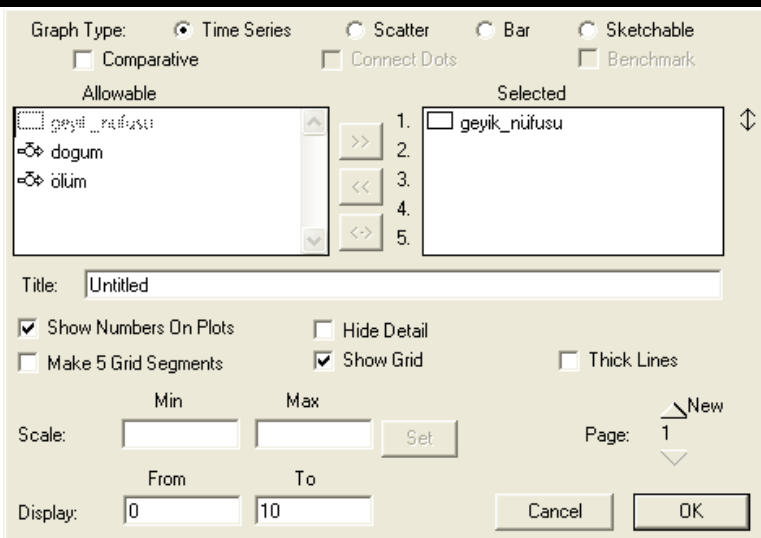 Graph Type: Time Series Scatter Bar Sketchable
Comparative Connect Dots Benchmark
Allowable Selected
geyik_nüfusu >> 1. geyik_nüfusu
dogum 2.
ölüm << 3.
4.
<-> 5.
Title: Untitled
Show Numbers On Plots Hide Detail
Make 5 Grid Segments Show Grid Thick Lines
Min Max New
Scale: Set Page: 1
From To
Display: 0 10 Cancel OK